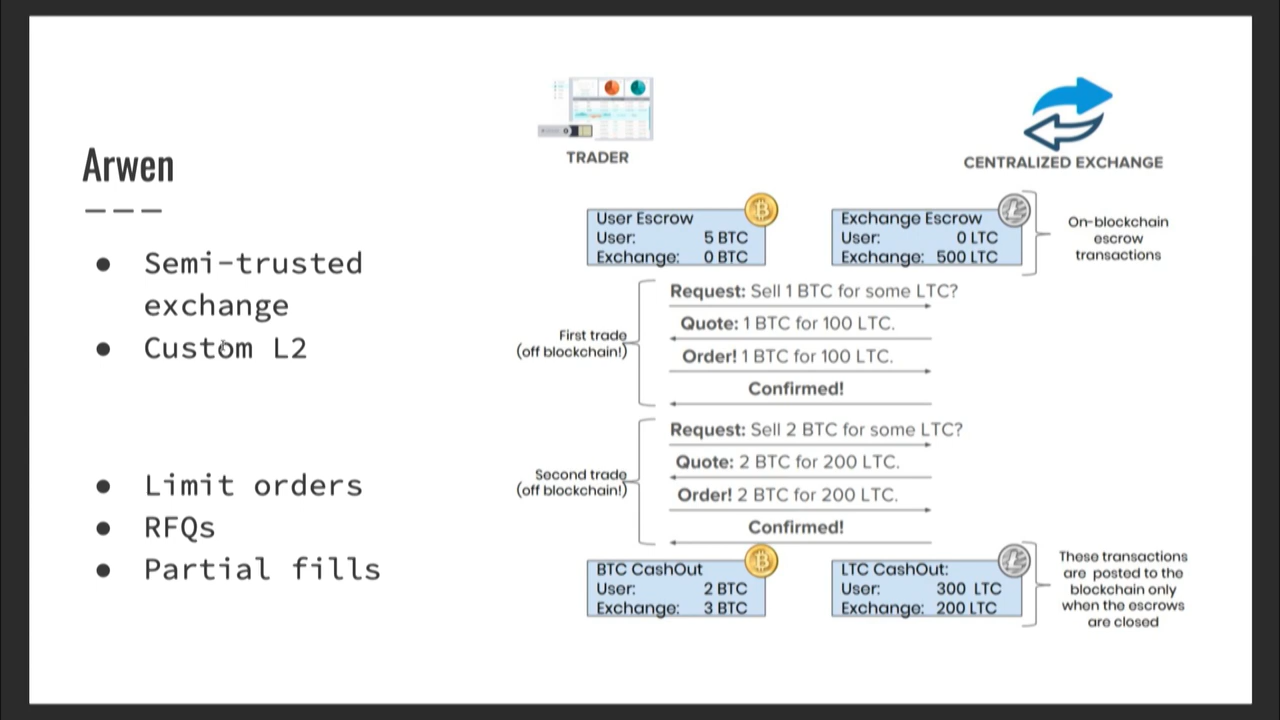 Arwen
Semi-trusted
exchange
Custom L2
Limit orders
RFQs
Partial fills
TRADER
CENTRALIZED EXCHANGE
User Escrow
User: 5 BTC
Exchange: 0 BTC
Exchange Escrow
User: 0 LTC
Exchange: 500 LTC
On-blockchain
escrow
transactions
First trade
(off blockchain!)
Request: Sell 1 BTC for some LTC?
Quote: 1 BTC for 100 LTC.
Order! 1 BTC for 100 LTC.
Confirmed!
Second trade
(off blockchain!)
Request: Sell 2 BTC for some LTC?
Quote: 2 BTC for 200 LTC.
Order! 2 BTC for 200 LTC.
Confirmed!
BTC CashOut
User: 2 BTC
Exchange: 3 BTC
LTC CashOut:
User: 300 LTC
Exchange: 200 LTC
These transactions
are posted to the
blockchain only
when the escrows
are closed